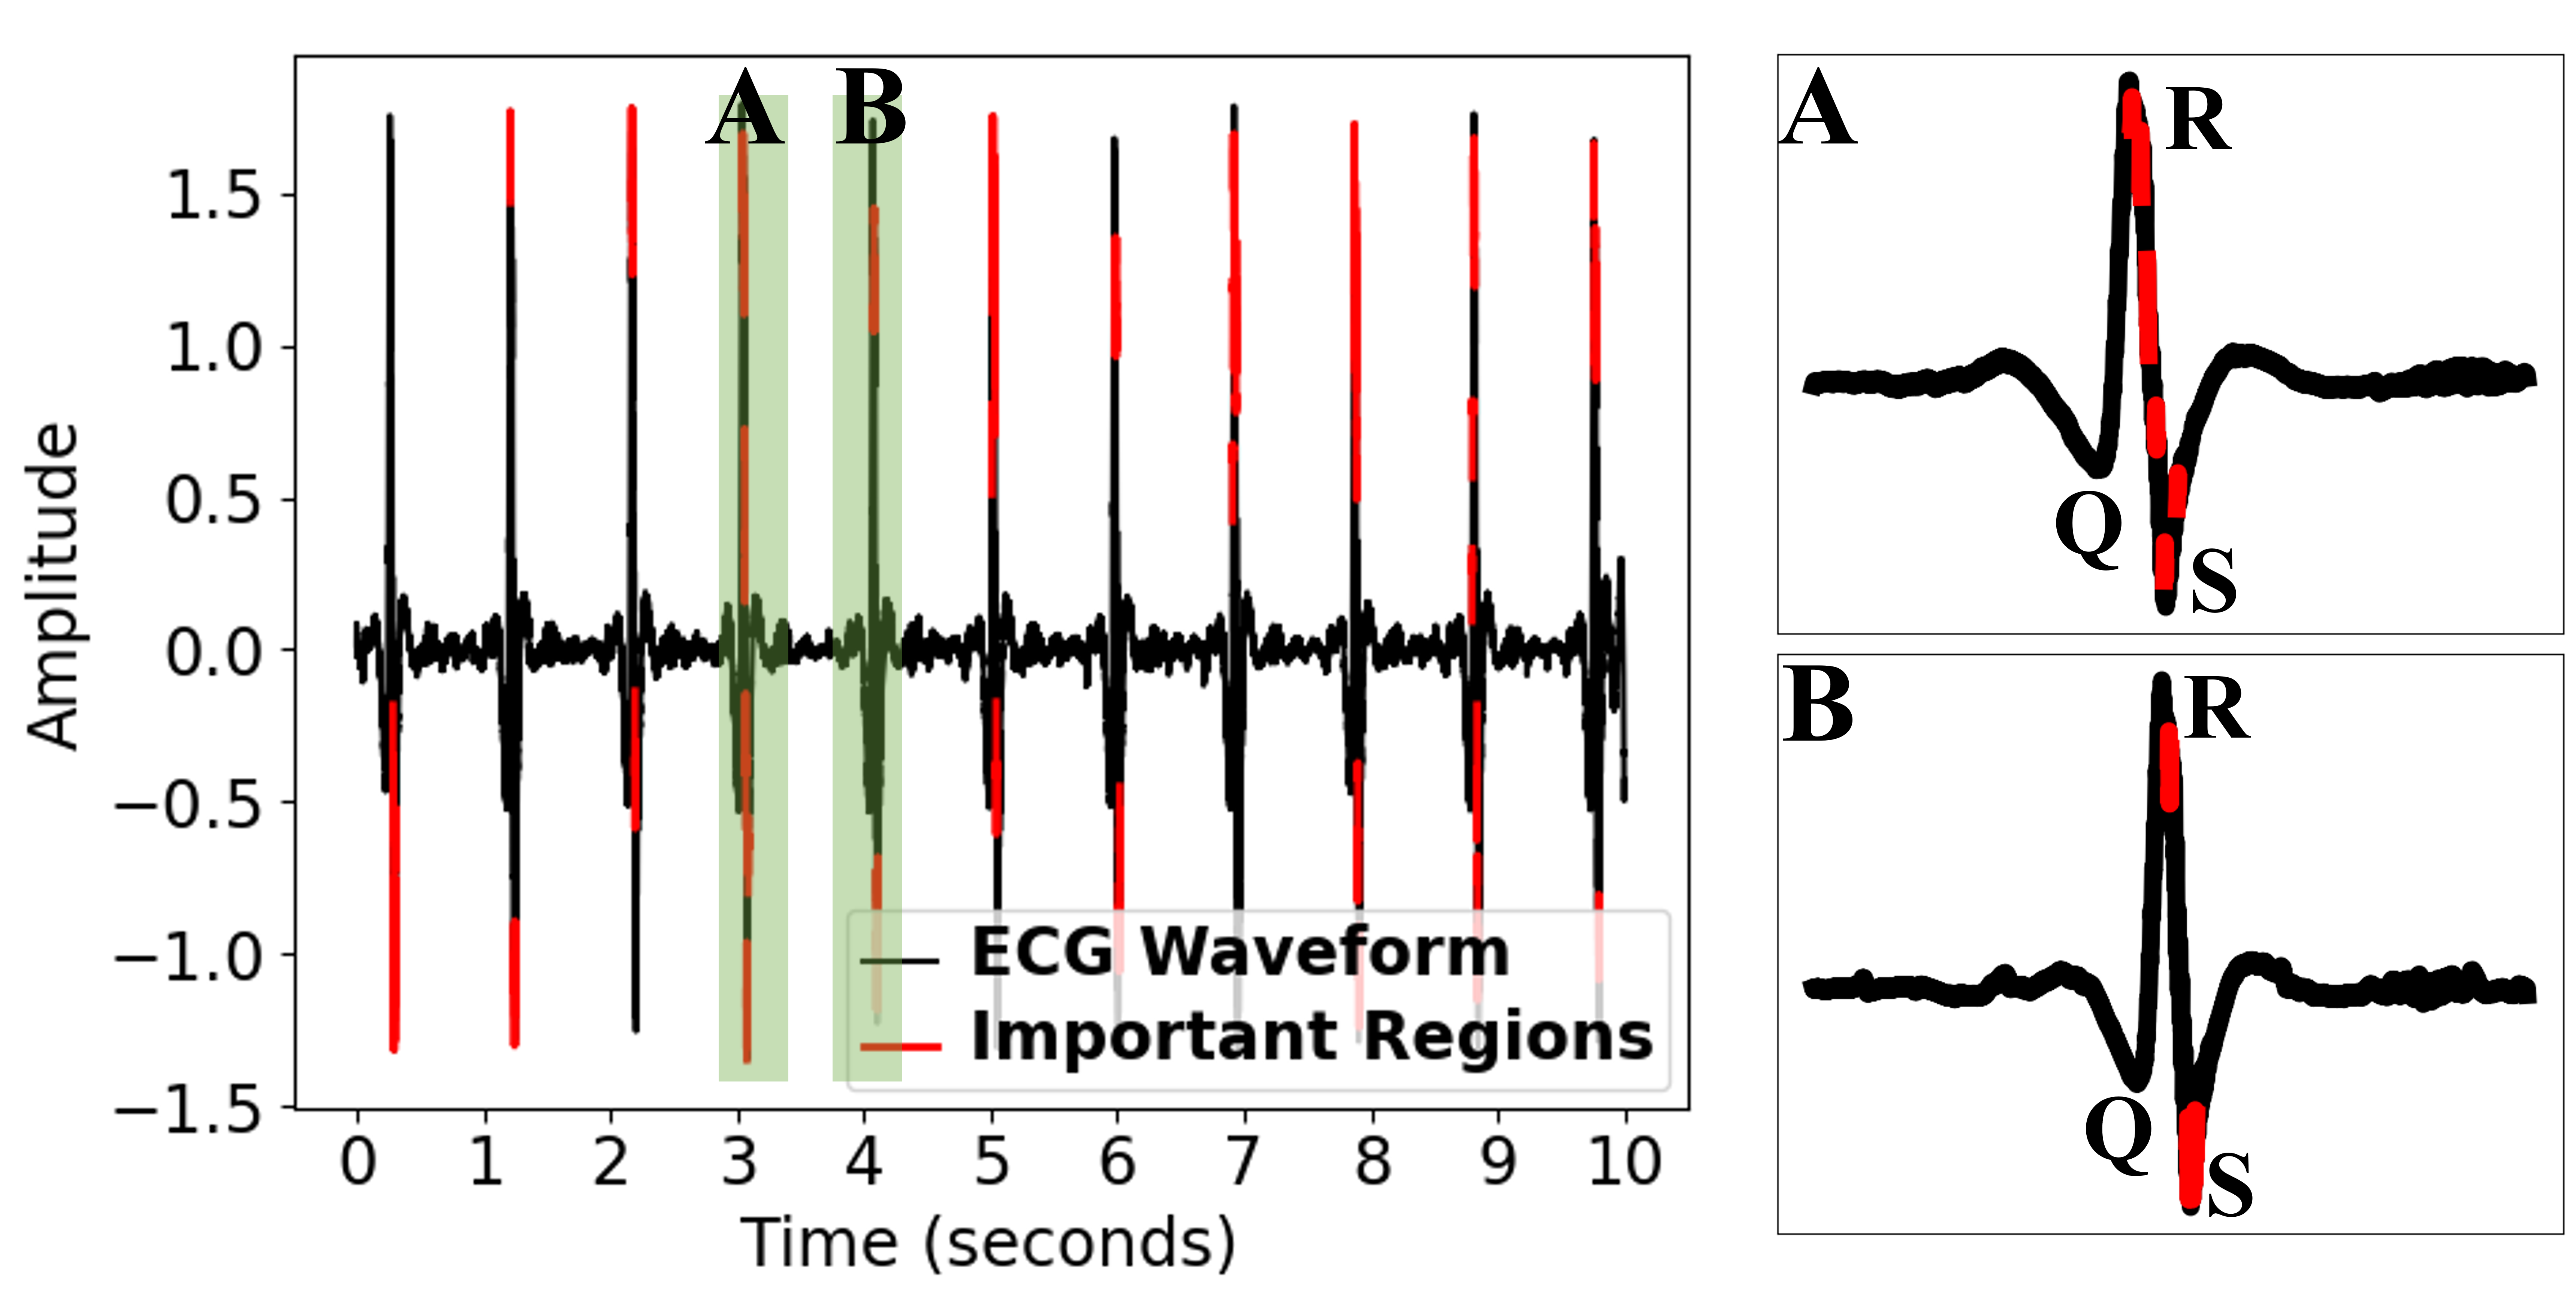 A B
1.5
1.0
0.5
0.0
−0.5
−1.0
−1.5
Amplitude
0 1 2 3 4 5 6 7 8 9 10
Time (seconds)
ECG Waveform
Important Regions
A
R
Q
S
B
R
Q
S